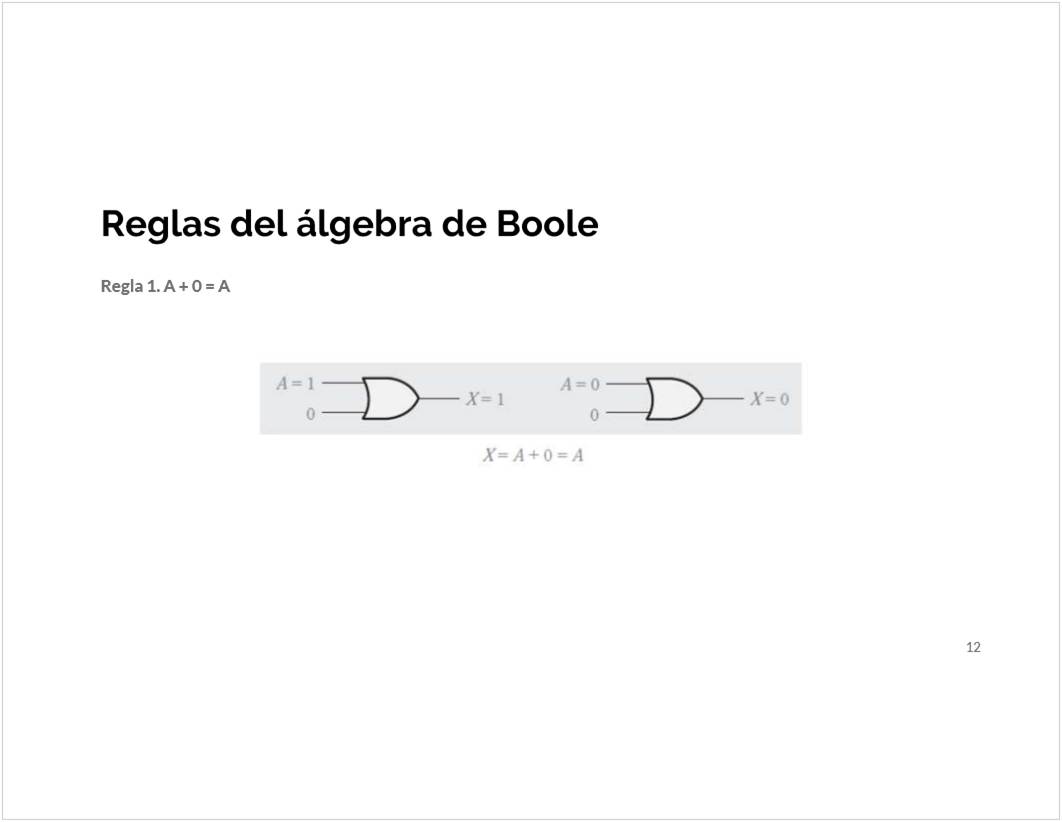 Reglas del álgebra de Boole
Regla 1. A + 0 = A
A = 1
0
X = 1
A = 0
0
X = 0
X = A + 0 = A
12